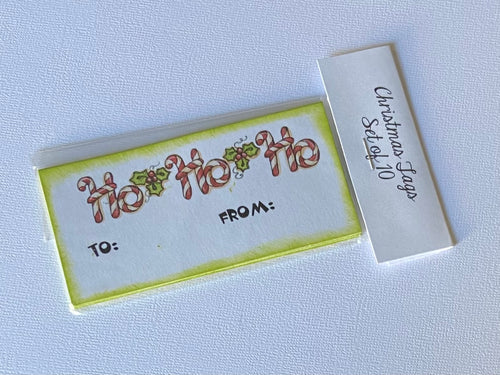 Ho Ho Ho
TO:
FROM:
Christmas Tags
Set of 10